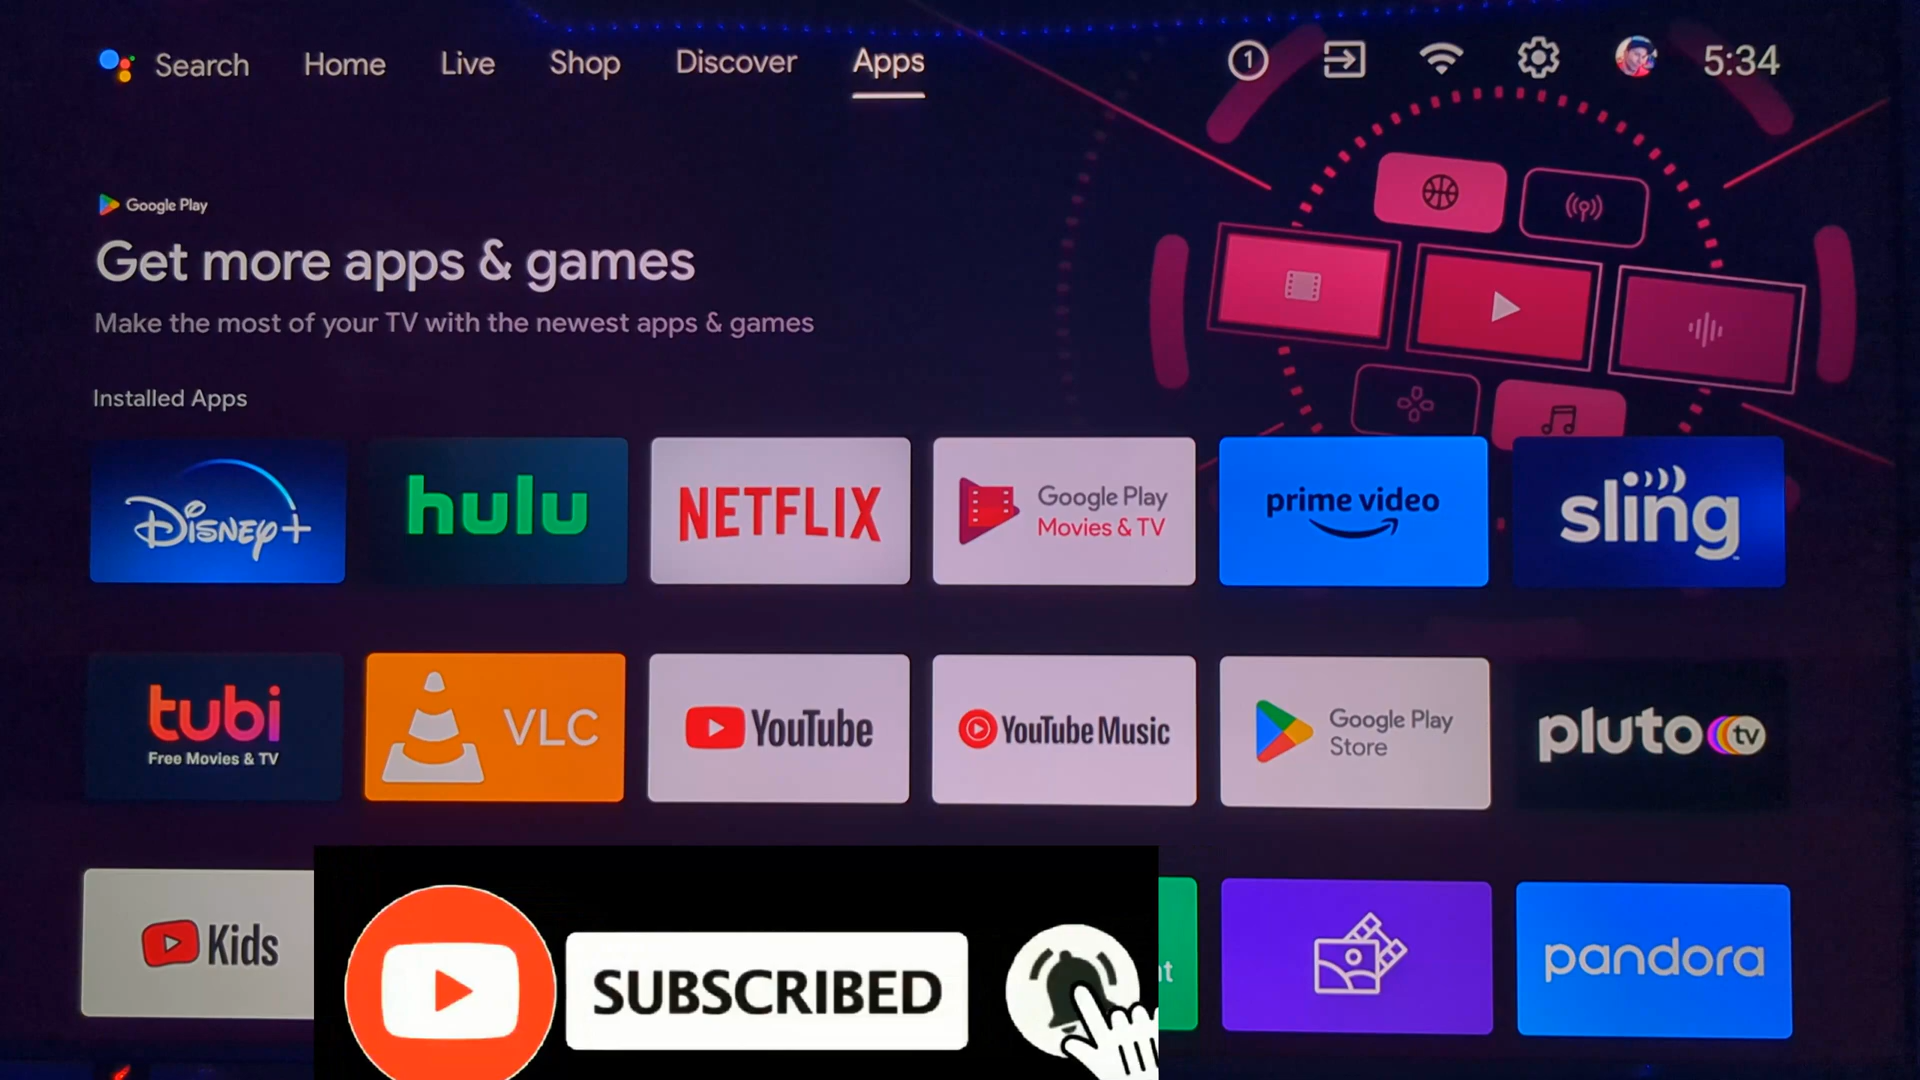 Search Home Live Shop Discover Apps 1 5:34
Google Play
Get more apps & games
Make the most of your TV with the newest apps & games
Installed Apps
Disney+ hulu NETFLIX Google Play Movies & TV prime video sling
tubi
Free Movies & TV
VLC YouTube YouTube Music Google Play Store pluto tv
Kids SUBSCRIBED pandora